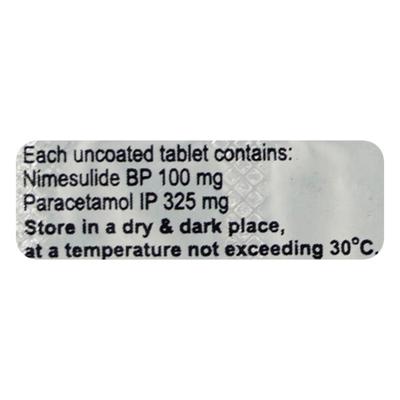 Each uncoated tablet contains:
Nimesulide BP 100 mg
Paracetamol IP 325 mg
Store in a dry & dark place,
at a temperature not exceeding 30°C.